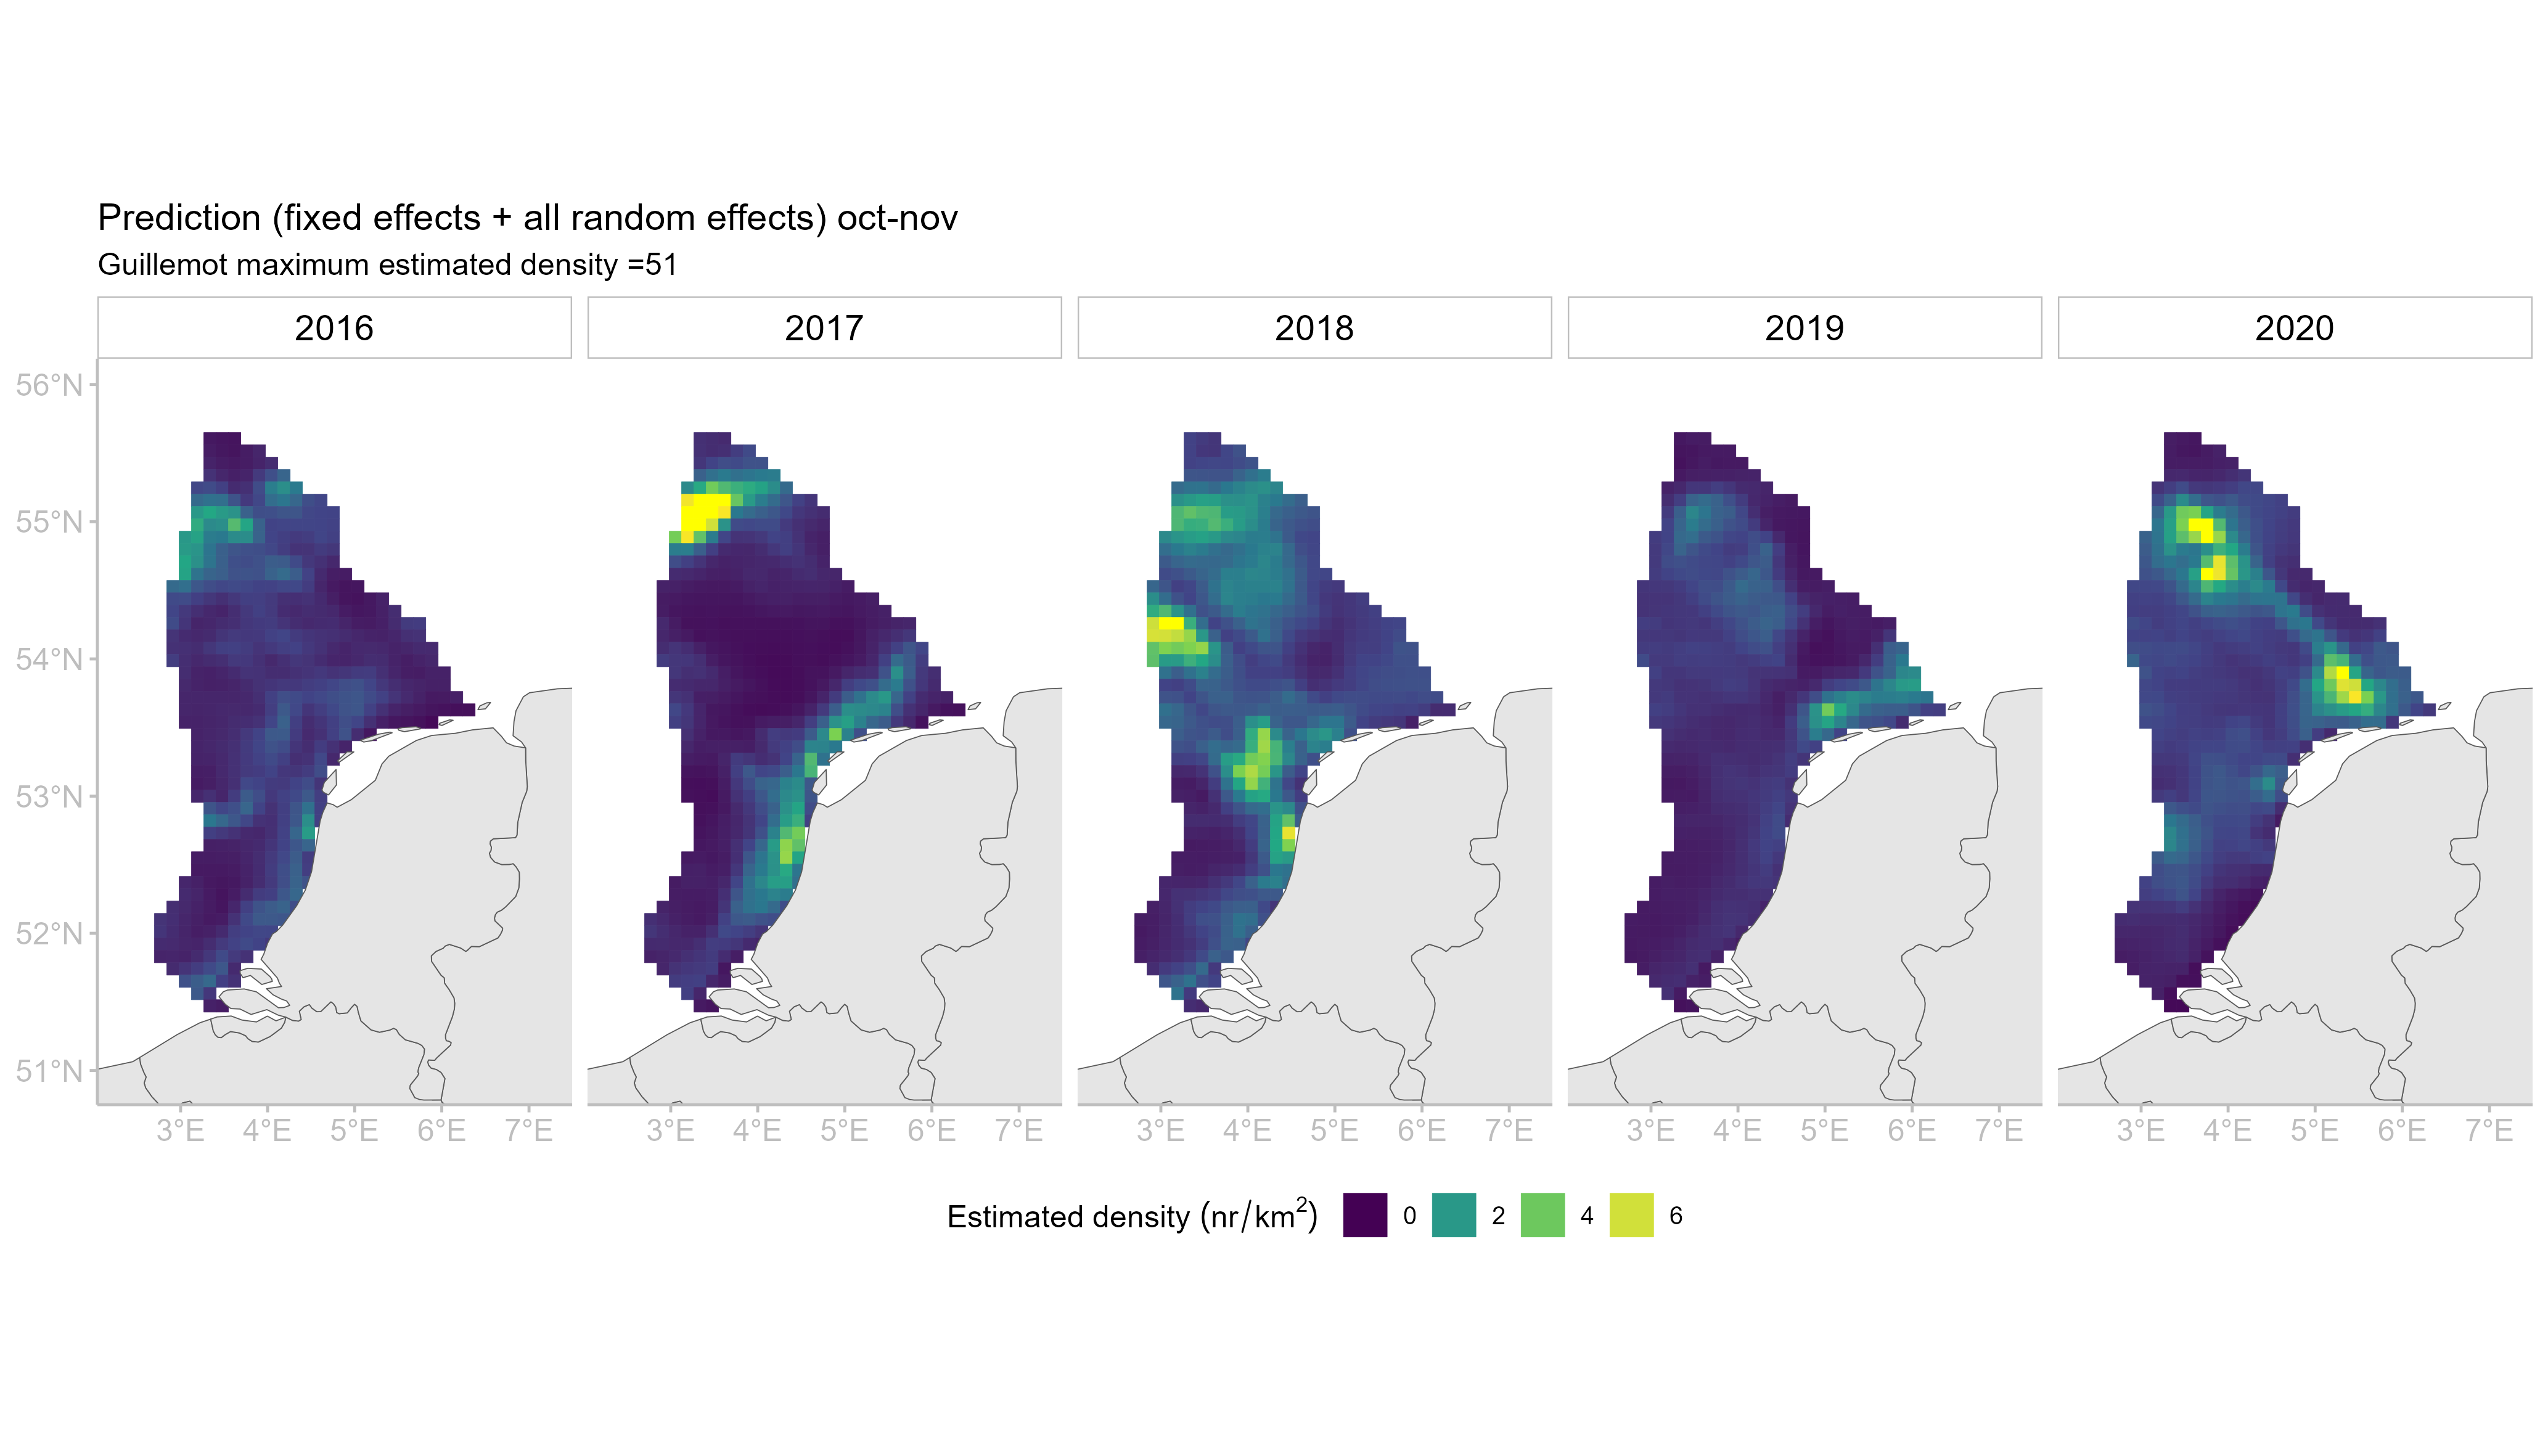 Prediction (fixed effects + all random effects) oct-nov
Guillemot maximum estimated density =51
2016 2017 2018 2019 2020
56°N
55°N
54°N
53°N
52°N
51°N
3°E 4°E 5°E 6°E 7°E 3°E 4°E 5°E 6°E 7°E 3°E 4°E 5°E 6°E 7°E 3°E 4°E 5°E 6°E 7°E 3°E 4°E 5°E 6°E 7°E
Estimated density (nr/km²) 0 2 4 6